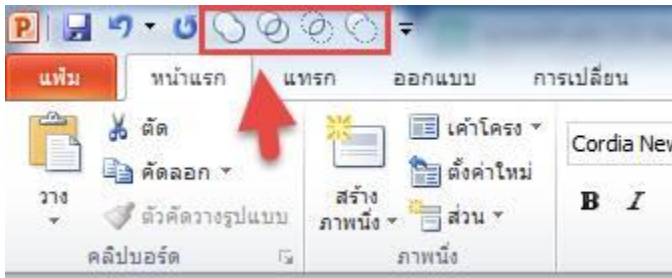 P
แฟ้ม หน้าแรก แทรก ออกแบบ การเปลี่ยน
วาง
ตัด
คัดลอก
ตัวคัดวางรูปแบบ
คลิปบอร์ด
สร้าง
ภาพนิ่ง
เค้าโครง
ตั้งค่าใหม่
ส่วน
ภาพนิ่ง
Cordia New
B I